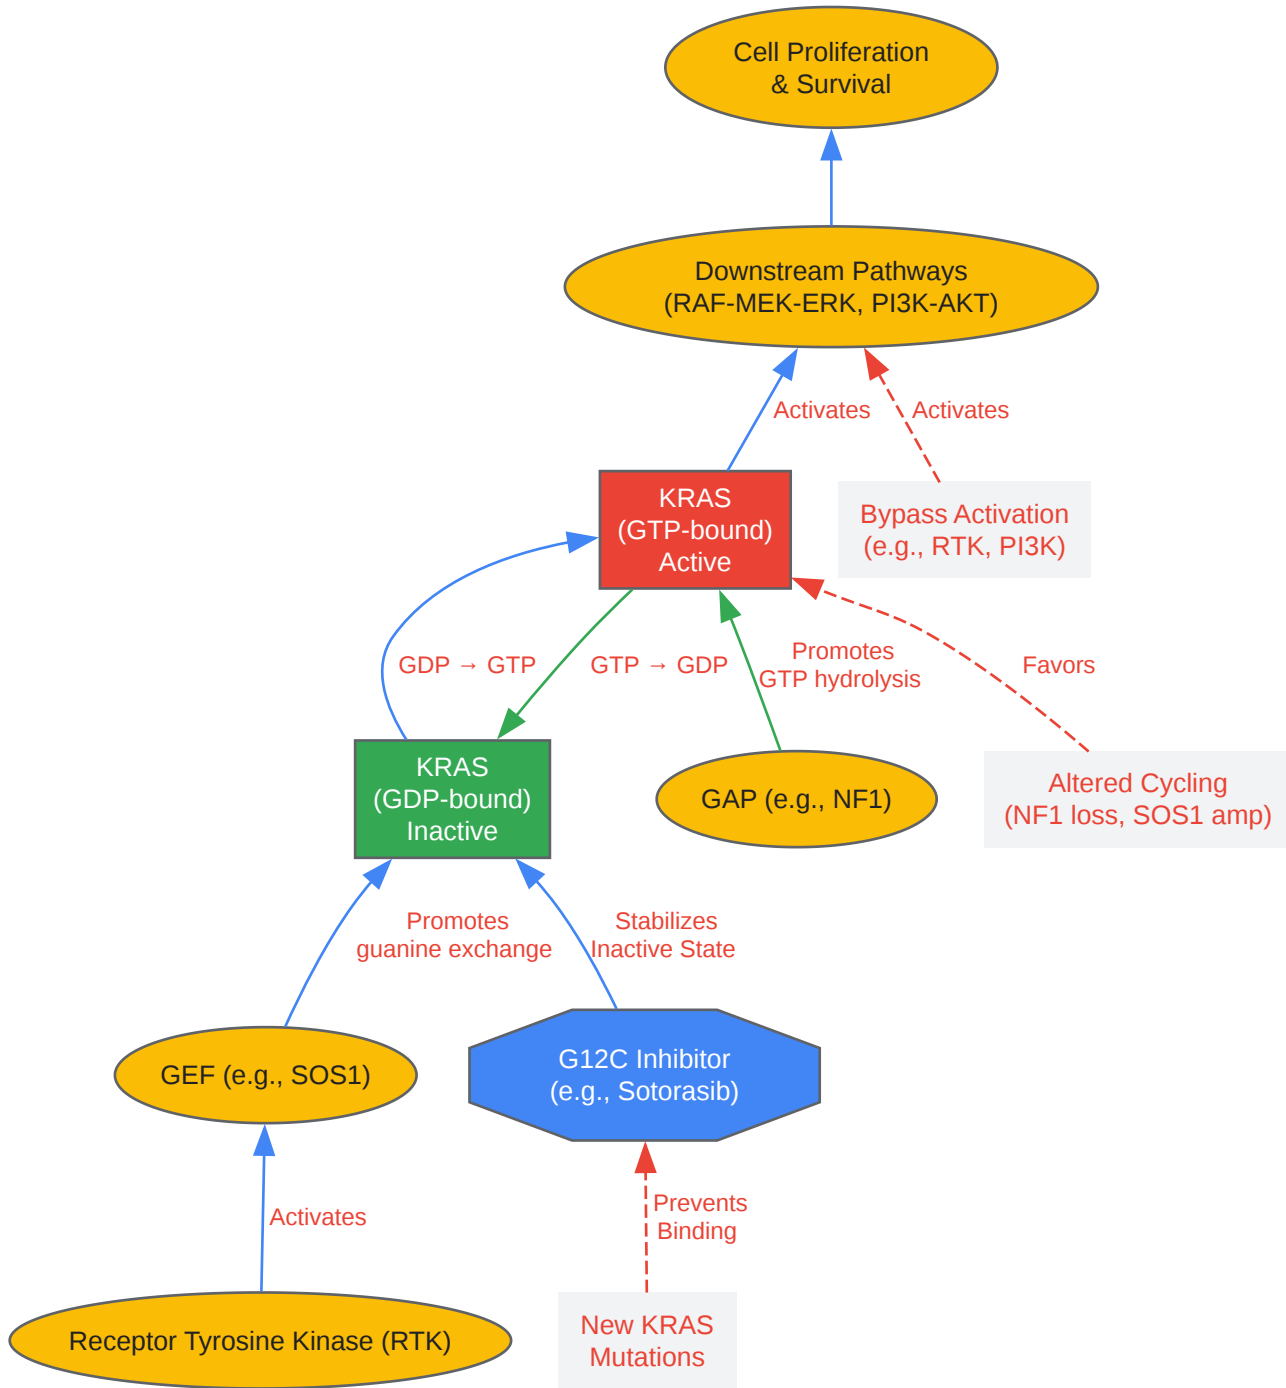 Cell Proliferation
& Survival
Downstream Pathways
(RAF-MEK-ERK, PI3K-AKT)
Activates
Activates
KRAS
(GTP-bound)
Active
Bypass Activation
(e.g., RTK, PI3K)
GDP → GTP
GTP → GDP
Promotes
GTP hydrolysis
Favors
KRAS
(GDP-bound)
Inactive
GAP (e.g., NF1)
Altered Cycling
(NF1 loss, SOS1 amp)
Promotes
guanine exchange
Stabilizes
Inactive State
GEF (e.g., SOS1)
G12C Inhibitor
(e.g., Sotorasib)
Activates
Prevents
Binding
Receptor Tyrosine Kinase (RTK)
New KRAS
Mutations